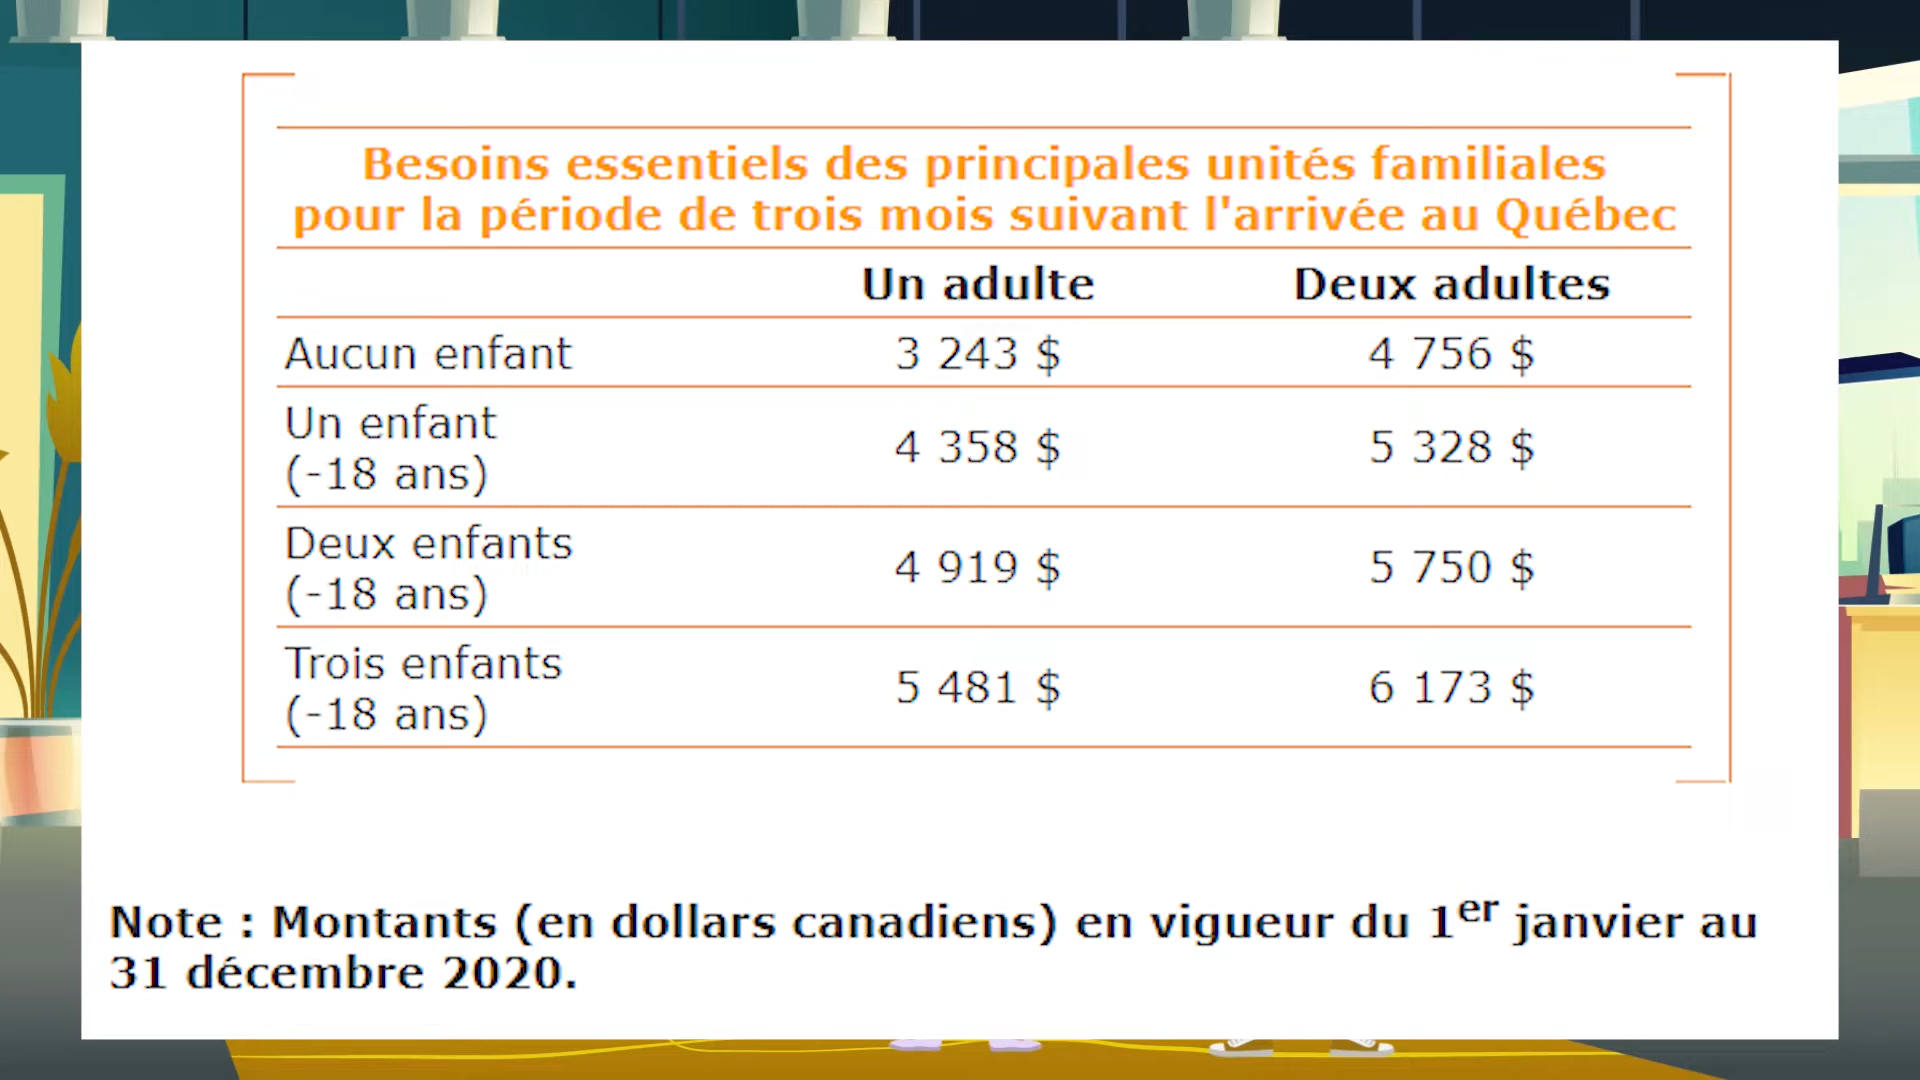 Besoins essentiels des principales unités familiales
pour la période de trois mois suivant l'arrivée au Québec
Un adulte Deux adultes
Aucun enfant 3 243 $ 4 756 $
Un enfant
(-18 ans) 4 358 $ 5 328 $
Deux enfants
(-18 ans) 4 919 $ 5 750 $
Trois enfants
(-18 ans) 5 481 $ 6 173 $
Note : Montants (en dollars canadiens) en vigueur du 1er janvier au
31 décembre 2020.